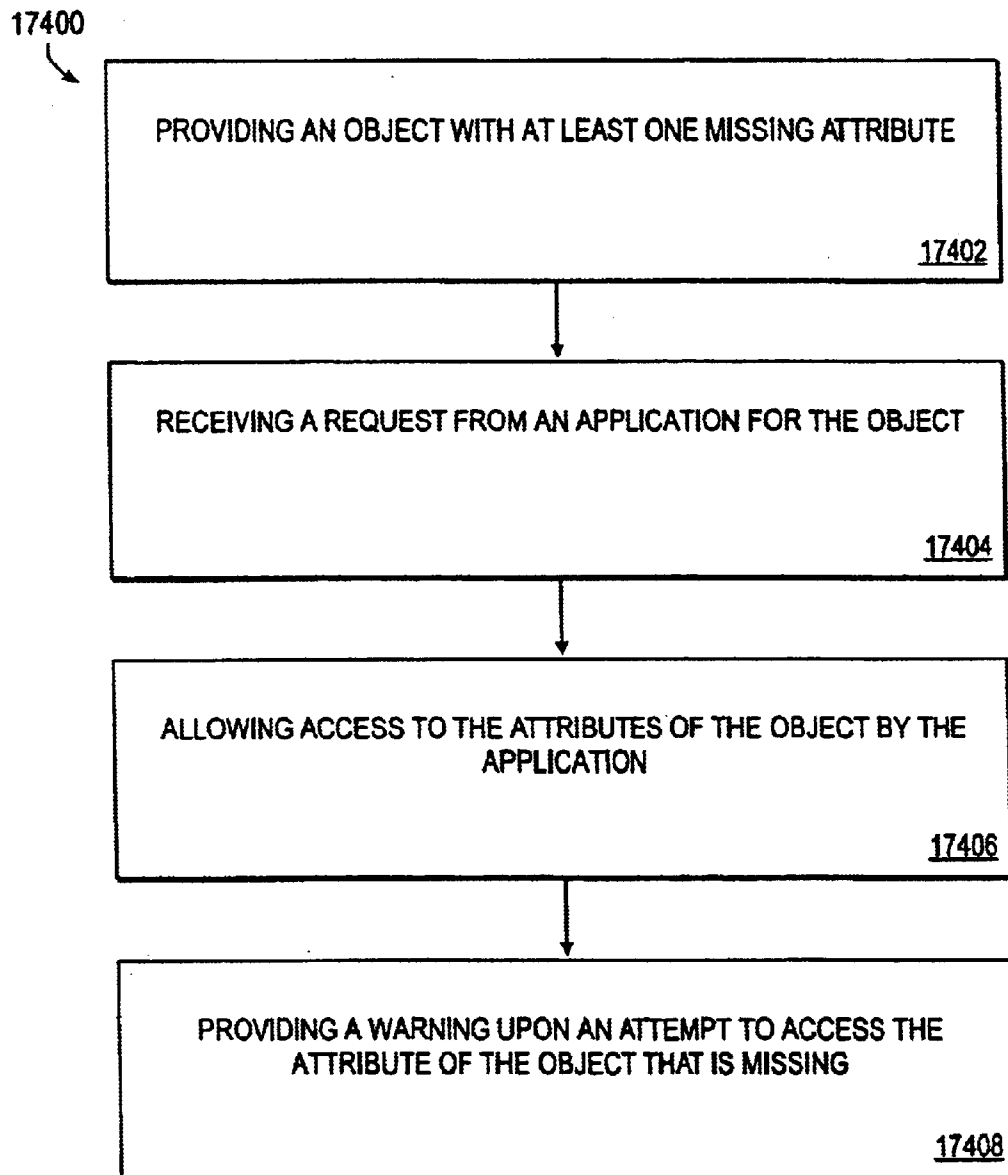 17400
PROVIDING AN OBJECT WITH AT LEAST ONE MISSING ATTRIBUTE
17402
RECEIVING A REQUEST FROM AN APPLICATION FOR THE OBJECT
17404
ALLOWING ACCESS TO THE ATTRIBUTES OF THE OBJECT BY THE
APPLICATION
17406
PROVIDING A WARNING UPON AN ATTEMPT TO ACCESS THE
ATTRIBUTE OF THE OBJECT THAT IS MISSING
17408